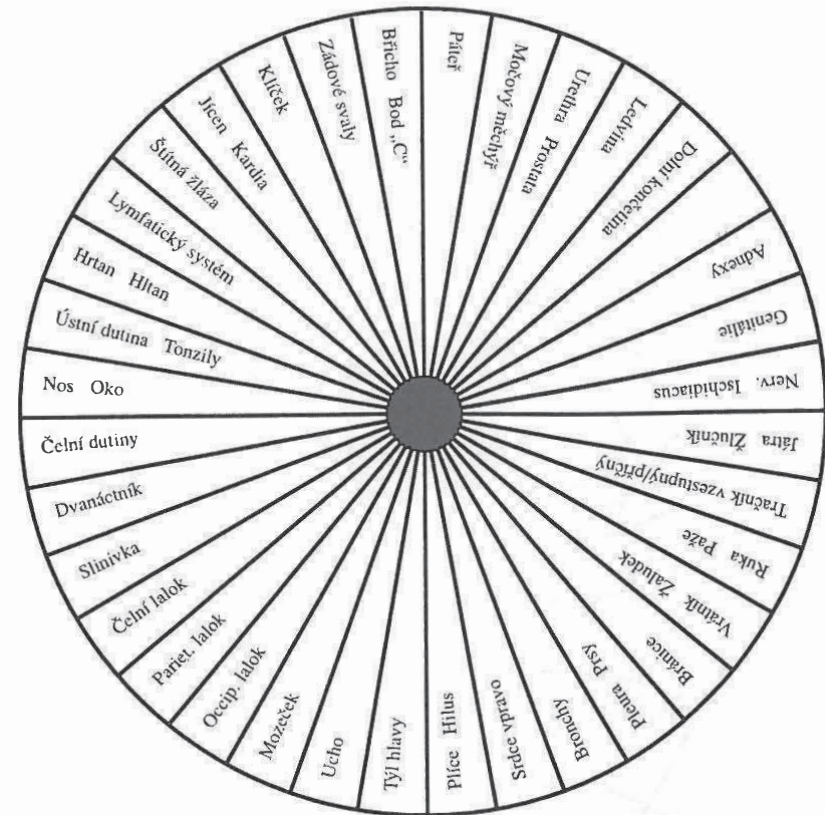 Páteř
Močový měchýř
Urethra Prostata
Ledvina
Dolní končetina
Adnexy
Genitálie
Nerv. Ischidiacus
Játra Žlučník
Tračník vzestupný/příčný
Ruka Paže
Vrátník Žaludek
Bránice
Pleura Prsy
Bronchy
Srdce vpravo
Plíce Hilus
Týl hlavy
Ucho
Mozeček
Occip. lalok
Pariet. lalok
Čelní lalok
Slinivka
Dvanáctník
Čelní dutiny
Nos Oko
Ústní dutina Tonzily
Hrtan Hltan
Lymfatický systém
Štítná žláza
Jícen Kardia
Klíček
Zádové svaly
Břicho Bod „C“